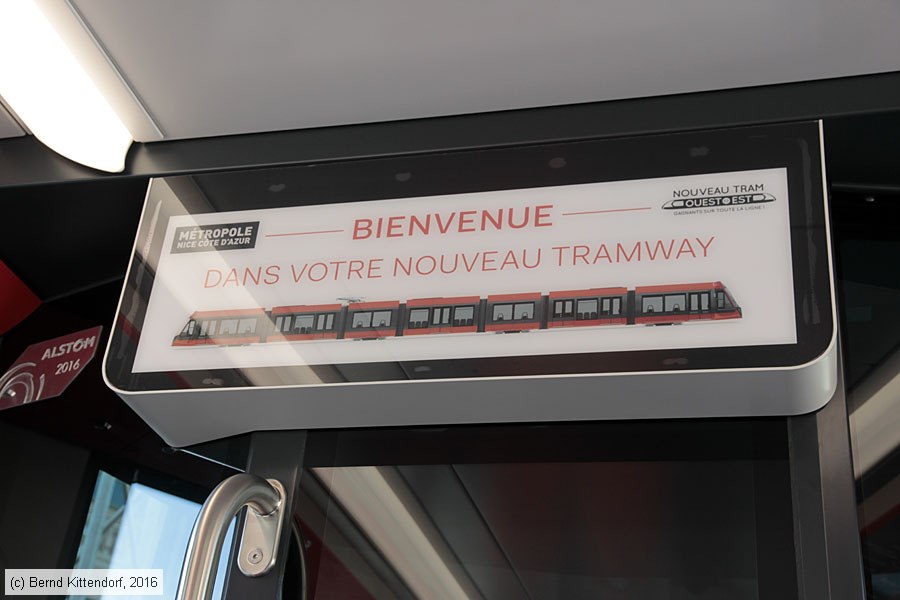 BIENVENUE
DANS VOTRE NOUVEAU TRAMWAY
MÉTROPOLE
NICE CÔTE D'AZUR
NOUVEAU TRAM
OUEST EST
GAGNANTS SUR TOUTE LA LIGNE !
ALSTOM
2016
(c) Bernd Kittendorf, 2016